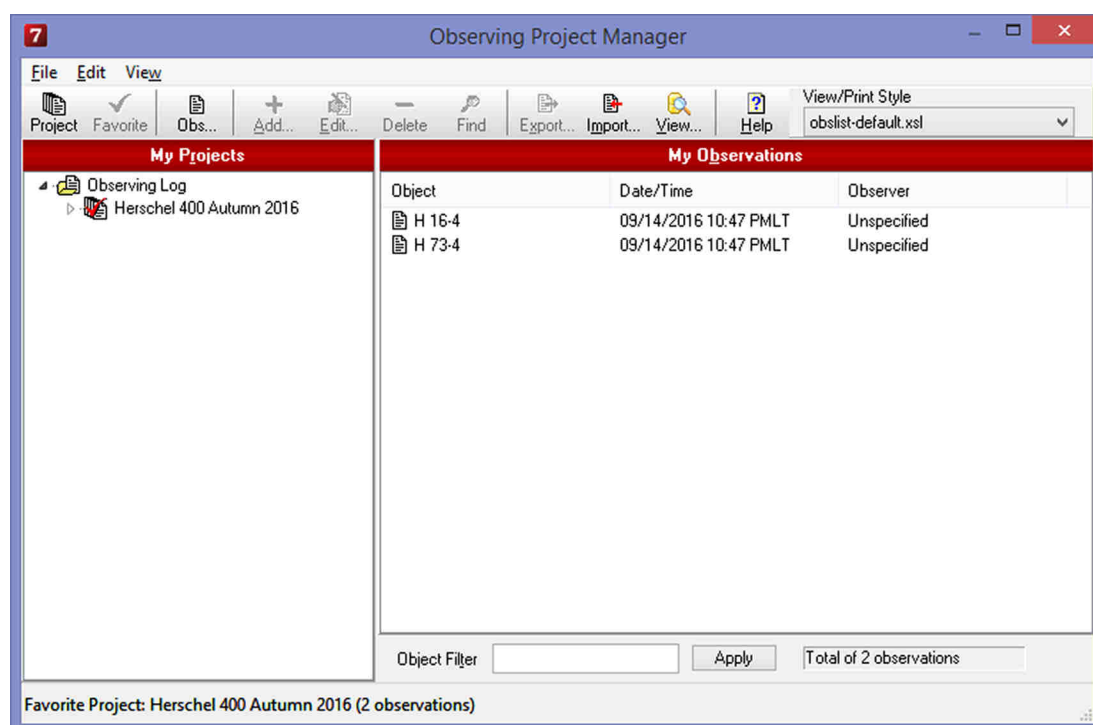 7 Observing Project Manager
File Edit View
Project Favorite Obs... Add... Edit... Delete Find Export... Import... View... Help
View/Print Style
obslist-default.xsl
My Projects
Observing Log
Herschel 400 Autumn 2016
My Observations
Object Date/Time Observer
H 16-4 09/14/2016 10:47 PMLT Unspecified
H 73-4 09/14/2016 10:47 PMLT Unspecified
Object Filter Apply Total of 2 observations
Favorite Project: Herschel 400 Autumn 2016 (2 observations)